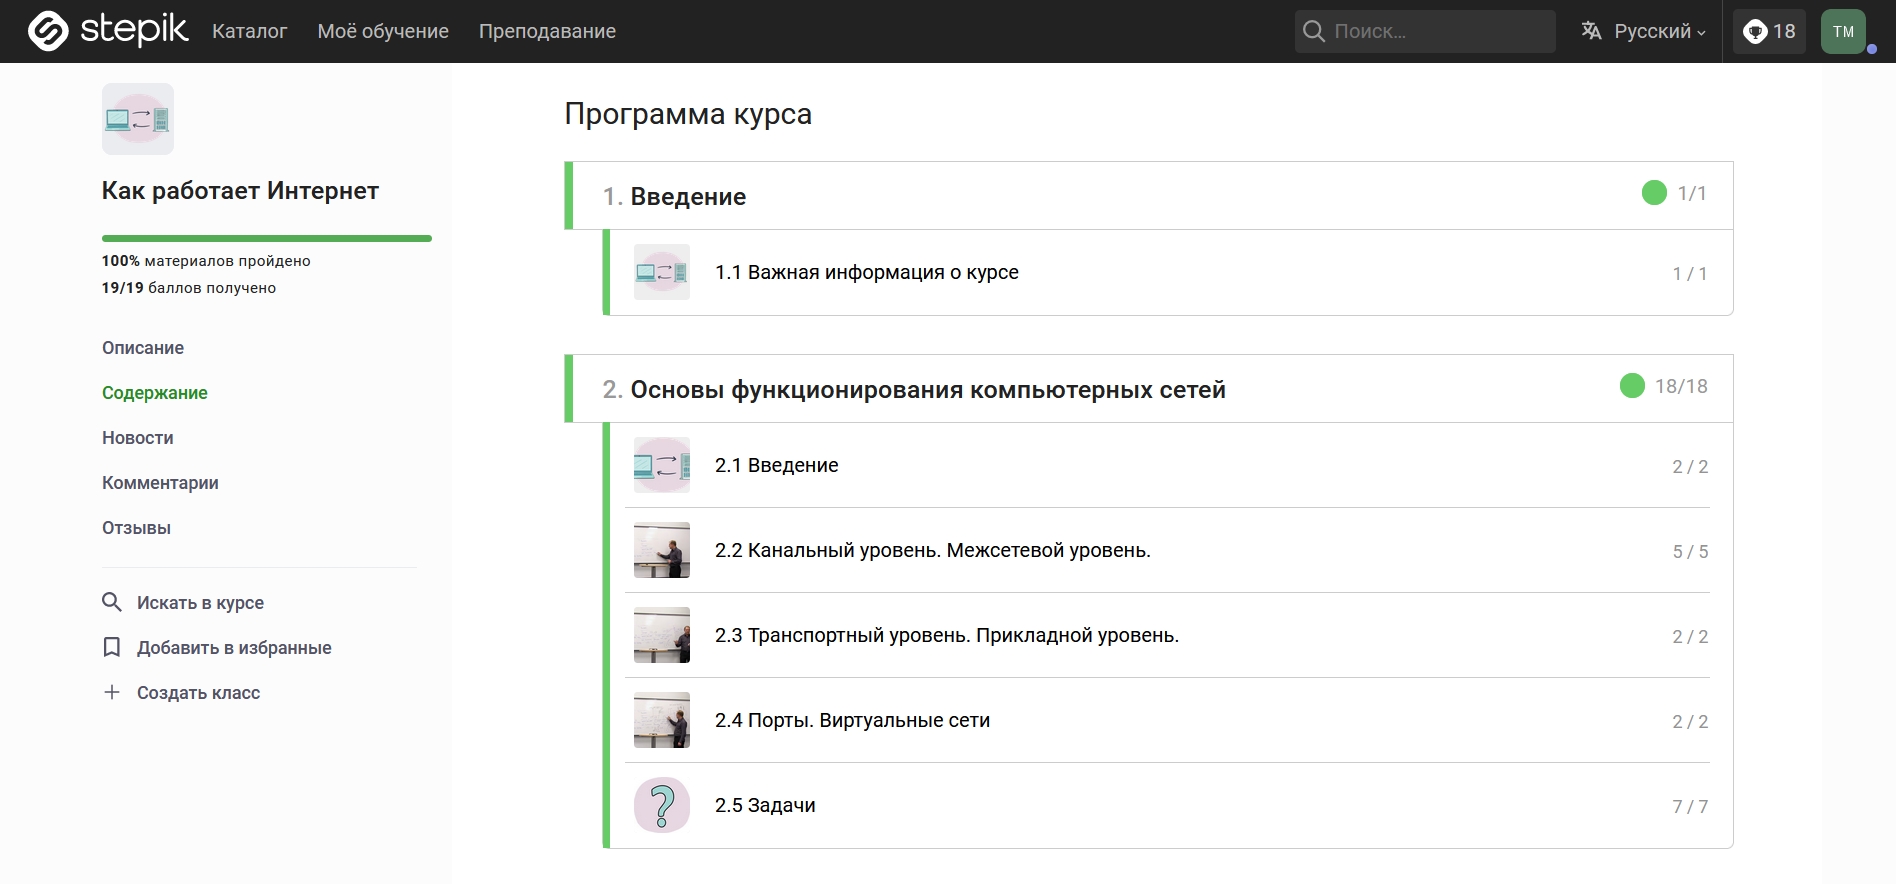 stepik Каталог Моё обучение Преподавание Поиск... Русский 18 TM
Как работает Интернет
100% материалов пройдено
19/19 баллов получено
Описание
Содержание
Новости
Комментарии
Отзывы
Искать в курсе
Добавить в избранные
Создать класс
Программа курса
1. Введение 1/1
1.1 Важная информация о курсе 1 / 1
2. Основы функционирования компьютерных сетей 18/18
2.1 Введение 2 / 2
2.2 Канальный уровень. Межсетевой уровень. 5 / 5
2.3 Транспортный уровень. Прикладной уровень. 2 / 2
2.4 Порты. Виртуальные сети 2 / 2
2.5 Задачи 7 / 7